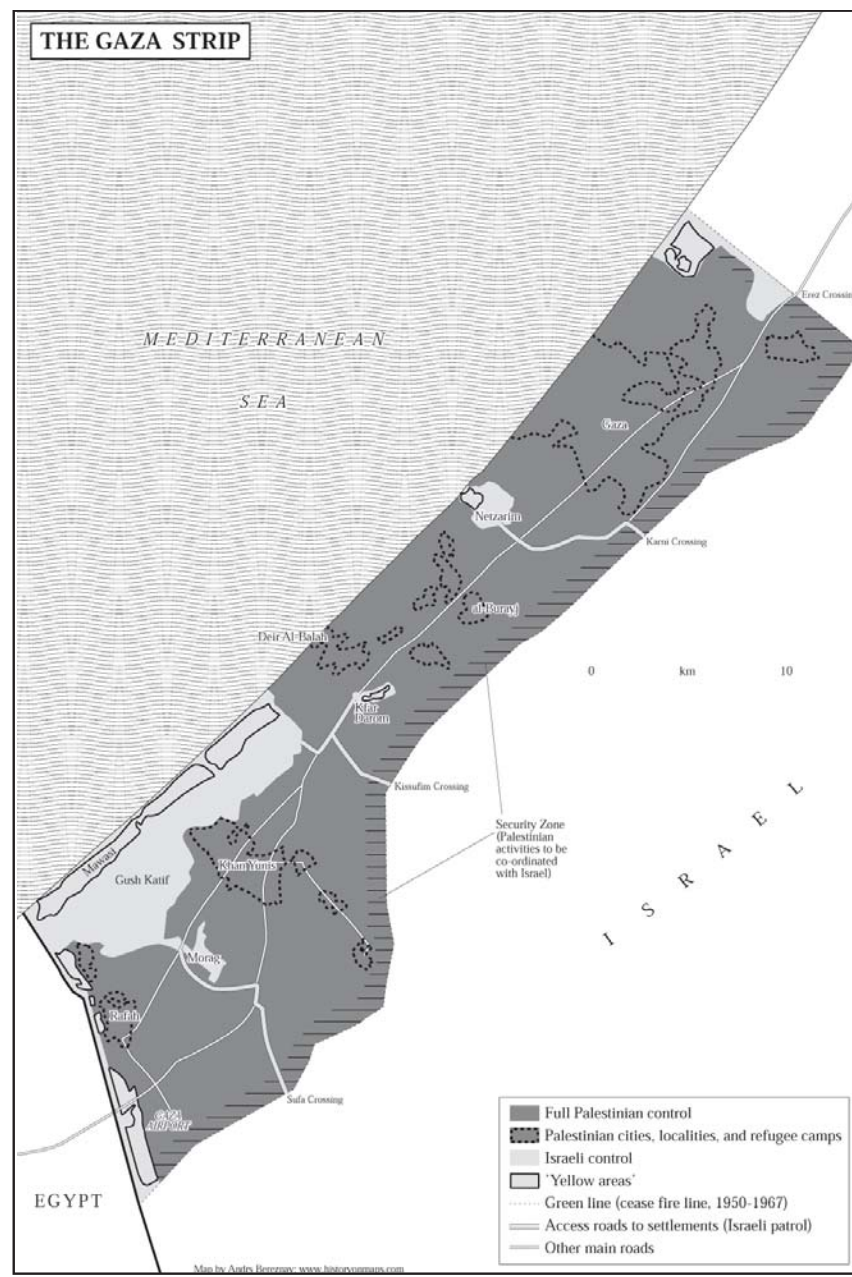 THE GAZA STRIP
MEDITERRANEAN
SEA
Erez Crossing
Gaza
Netzarim
Karni Crossing
al-Burayj
Deir Al-Balah
0 km 10
Kfar
Darom
Kissufim Crossing
Security Zone
(Palestinian
activities to be
co-ordinated
with Israel)
ISRAEL
Mawasi
Khan Yunis
Gush Katif
Morag
Rafah
GAZA
AIRPORT
Sufa Crossing
EGYPT
Full Palestinian control
Palestinian cities, localities, and refugee camps
Israeli control
'Yellow areas'
Green line (cease fire line, 1950-1967)
Access roads to settlements (Israeli patrol)
Other main roads
Map by Andrs Bereznay: www.historyonmaps.com